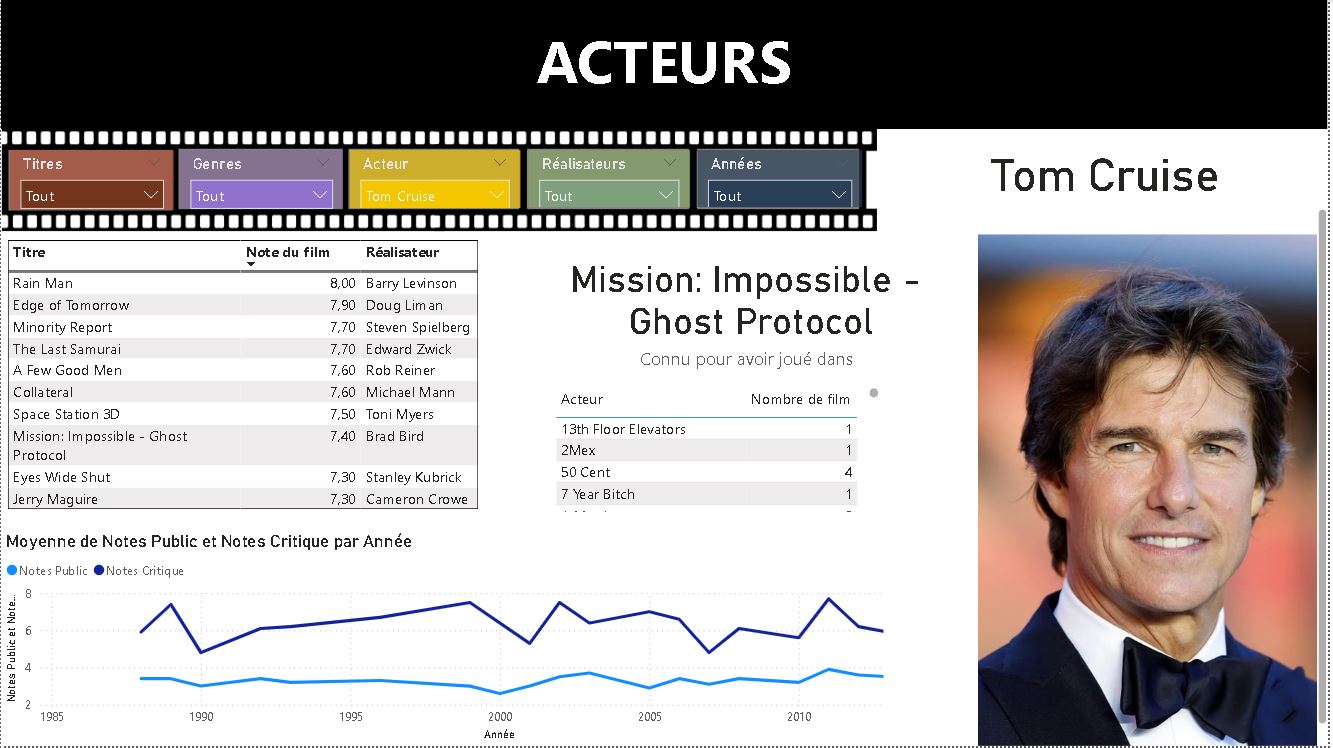 ACTEURS
Titres
Tout
Genres
Tout
Acteur
Tom Cruise
Réalisateurs
Tout
Années
Tout
Tom Cruise
Titre Note du film Réalisateur
Rain Man 8,00 Barry Levinson
Edge of Tomorrow 7,90 Doug Liman
Minority Report 7,70 Steven Spielberg
The Last Samurai 7,70 Edward Zwick
A Few Good Men 7,60 Rob Reiner
Collateral 7,60 Michael Mann
Space Station 3D 7,50 Toni Myers
Mission: Impossible - Ghost 7,40 Brad Bird
Protocol
Eyes Wide Shut 7,30 Stanley Kubrick
Jerry Maguire 7,30 Cameron Crowe
Mission: Impossible -
Ghost Protocol
Connu pour avoir joué dans
Acteur Nombre de film
13th Floor Elevators 1
2Mex 1
50 Cent 4
7 Year Bitch 1
Moyenne de Notes Public et Notes Critique par Année
Notes Public Notes Critique
Notes Public et Note...
8
6
4
2
1985 1990 1995 2000 2005 2010
Année